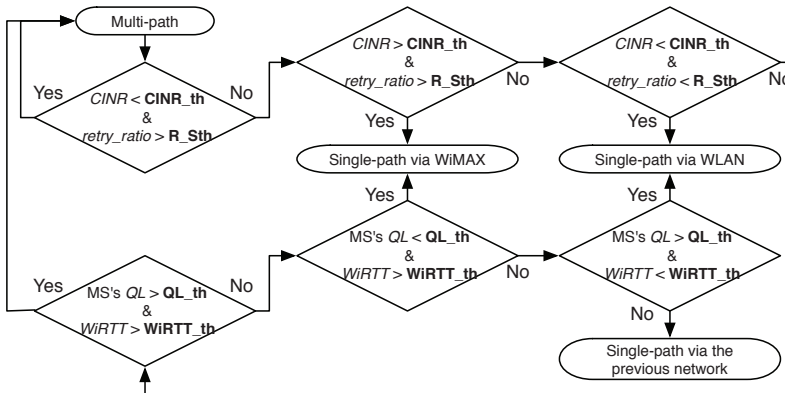 Multi-path
CINR < CINR_th
&
retry_ratio > R_Sth
Yes
No
CINR > CINR_th
&
retry_ratio > R_Sth
No
Yes
CINR < CINR_th
&
retry_ratio < R_Sth
No
Yes
Single-path via WiMAX
Single-path via WLAN
Yes
Yes
MS's QL > QL_th
&
WiRTT > WiRTT_th
Yes
No
MS's QL < QL_th
&
WiRTT > WiRTT_th
No
MS's QL > QL_th
&
WiRTT < WiRTT_th
No
Single-path via the
previous network